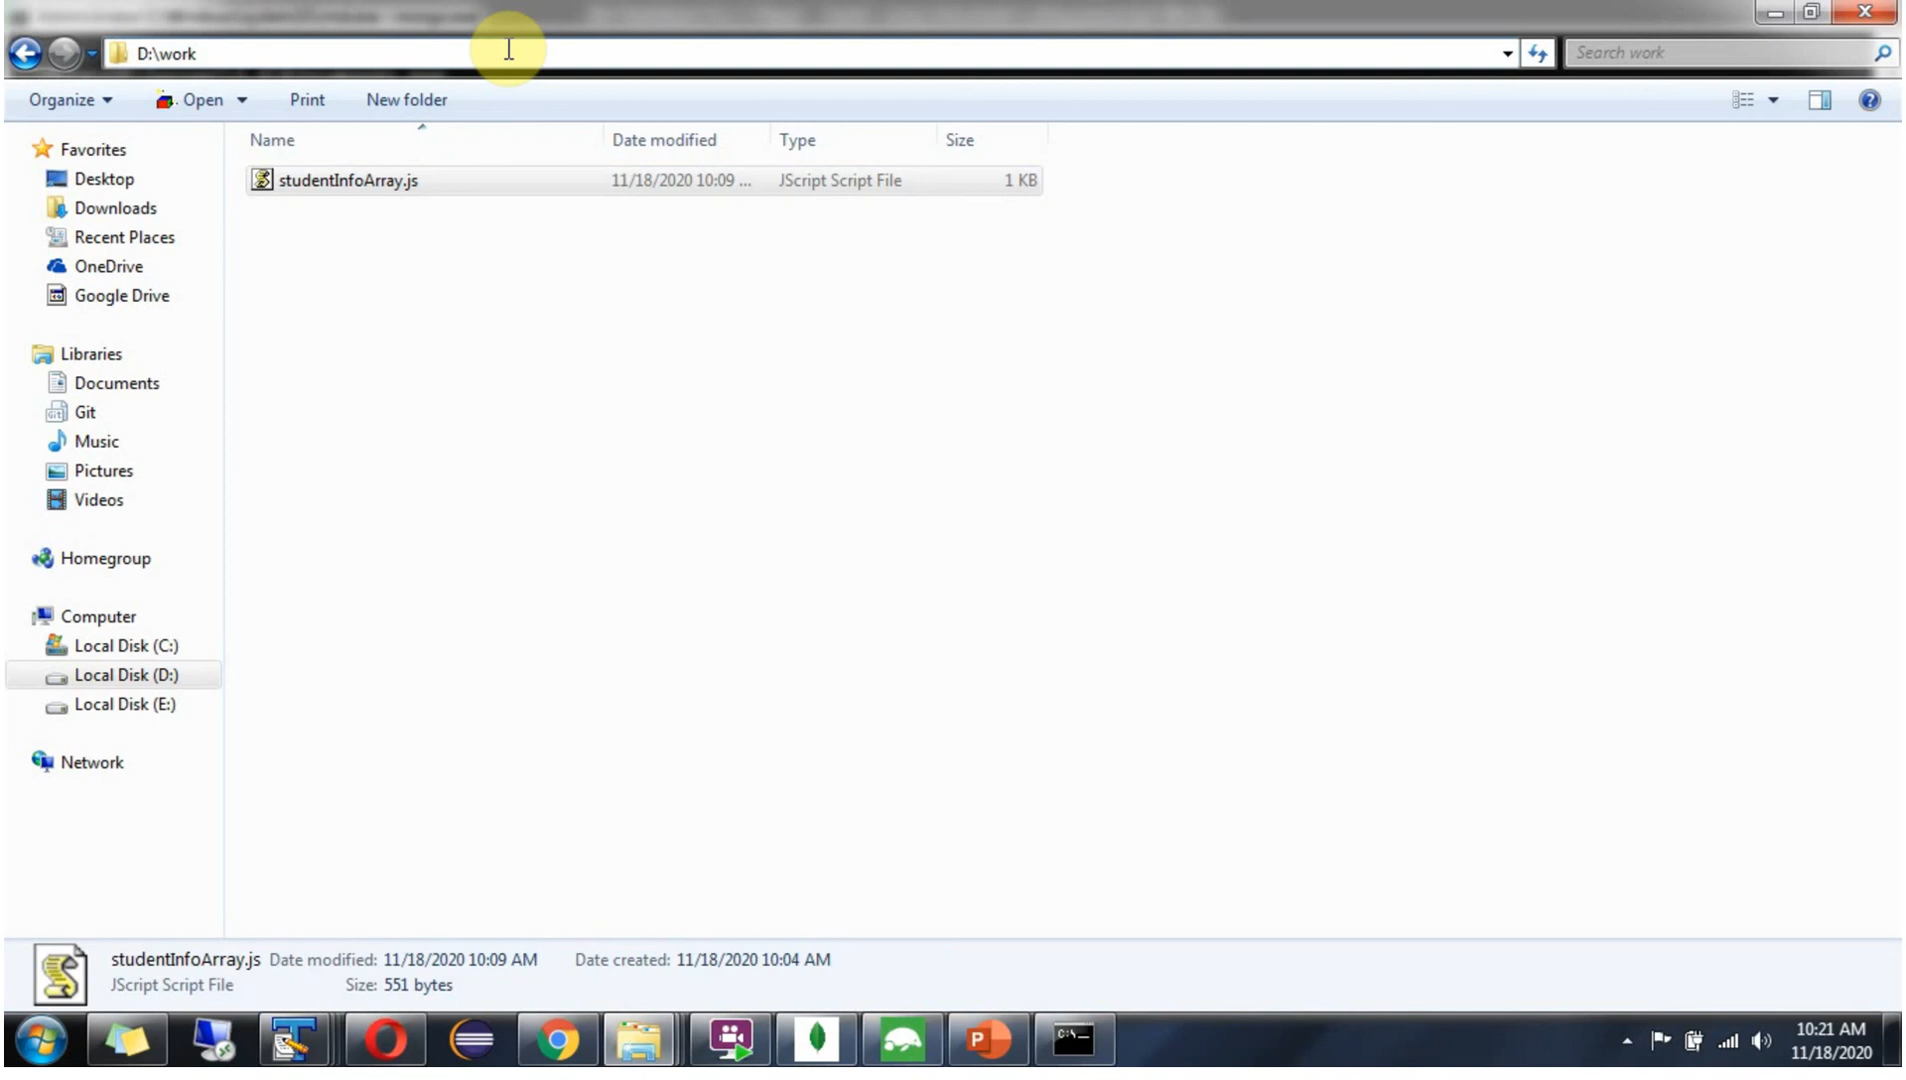 D:\work
Search work
Organize
Open
Print
New folder
Name
Date modified
Type
Size
studentInfoArray.js
11/18/2020 10:09 ...
JScript Script File
1 KB
Favorites
Desktop
Downloads
Recent Places
OneDrive
Google Drive
Libraries
Documents
Git
Music
Pictures
Videos
Homegroup
Computer
Local Disk (C:)
Local Disk (D:)
Local Disk (E:)
Network
studentInfoArray.js Date modified: 11/18/2020 10:09 AM Date created: 11/18/2020 10:04 AM
JScript Script File Size: 551 bytes
10:21 AM
11/18/2020